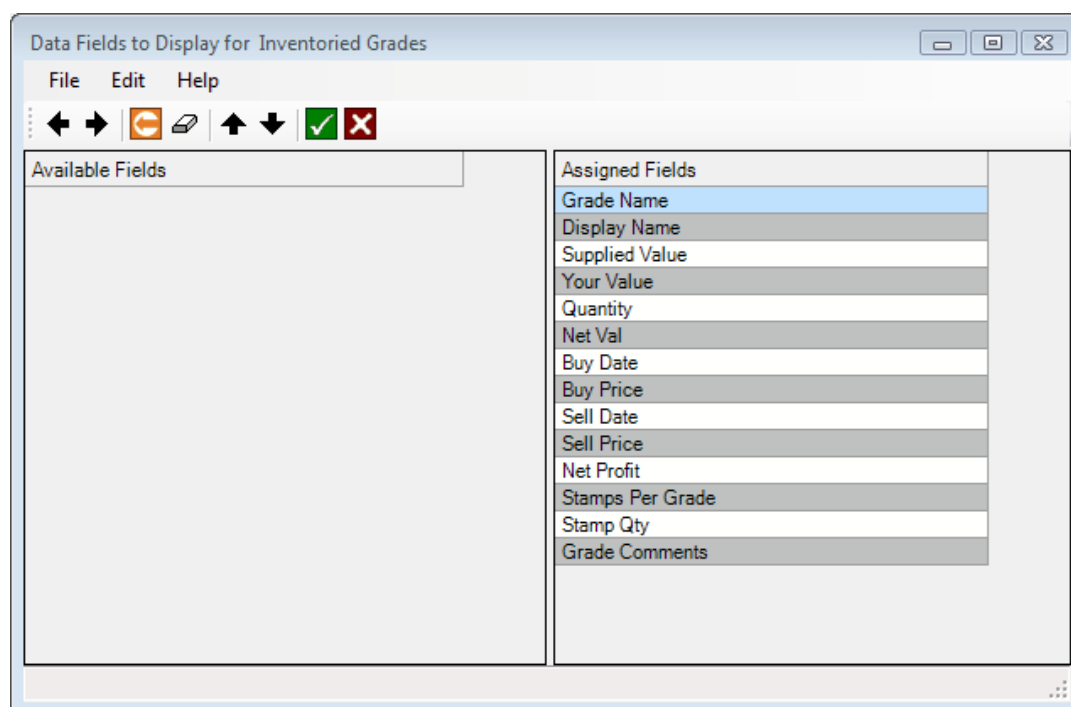 Data Fields to Display for Inventoried Grades
File Edit Help
Available Fields
Assigned Fields
Grade Name
Display Name
Supplied Value
Your Value
Quantity
Net Val
Buy Date
Buy Price
Sell Date
Sell Price
Net Profit
Stamps Per Grade
Stamp Qty
Grade Comments